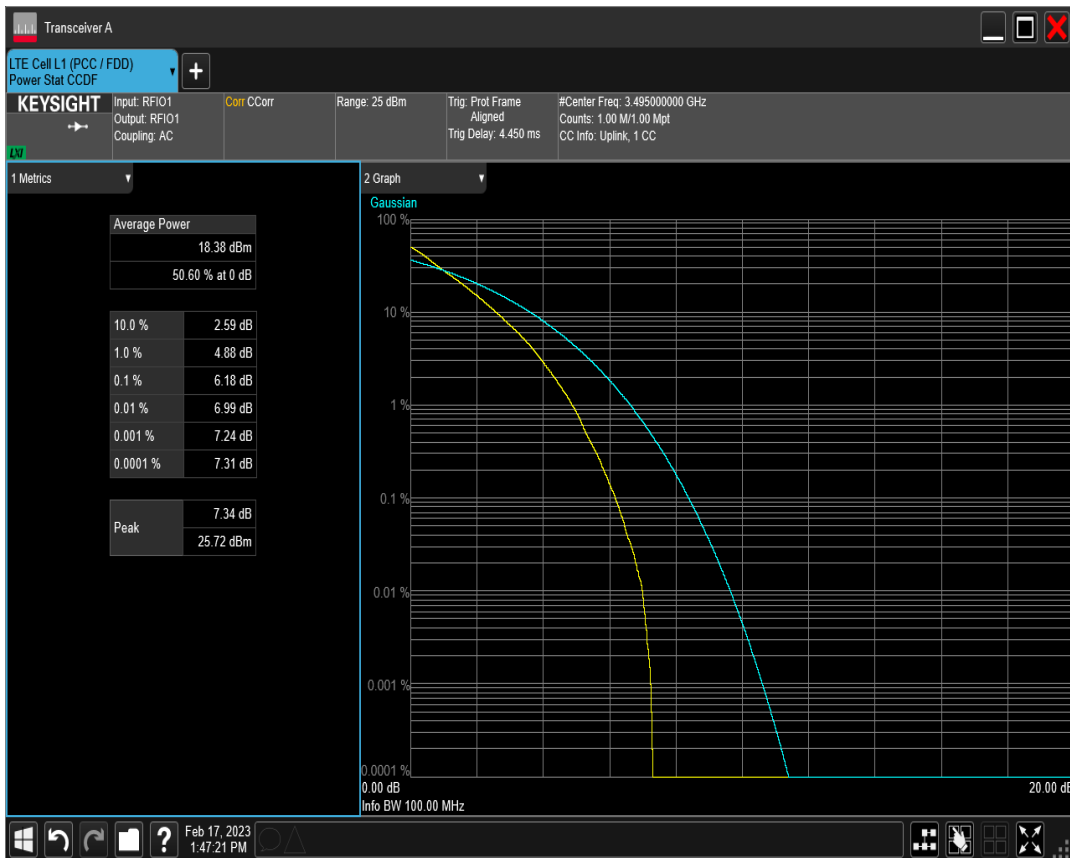 Transceiver A
LTE Cell L1 (PCC / FDD)
Power Stat CCDF
KEYSIGHT
LXI
Input: RFIO1
Output: RFIO1
Coupling: AC
Corr CCorr
Range: 25 dBm
Trig: Prot Frame
Aligned
Trig Delay: 4.450 ms
#Center Freq: 3.495000000 GHz
Counts: 1.00 M/1.00 Mpt
CC Info: Uplink, 1 CC
1 Metrics
Average Power
18.38 dBm
50.60 % at 0 dB
10.0 % 2.59 dB
1.0 % 4.88 dB
0.1 % 6.18 dB
0.01 % 6.99 dB
0.001 % 7.24 dB
0.0001 % 7.31 dB
Peak
7.34 dB
25.72 dBm
2 Graph
Gaussian
100 %
10 %
1 %
0.1 %
0.01 %
0.001 %
0.0001 %
0.00 dB 20.00 dB
Info BW 100.00 MHz
?
Feb 17, 2023
1:47:21 PM